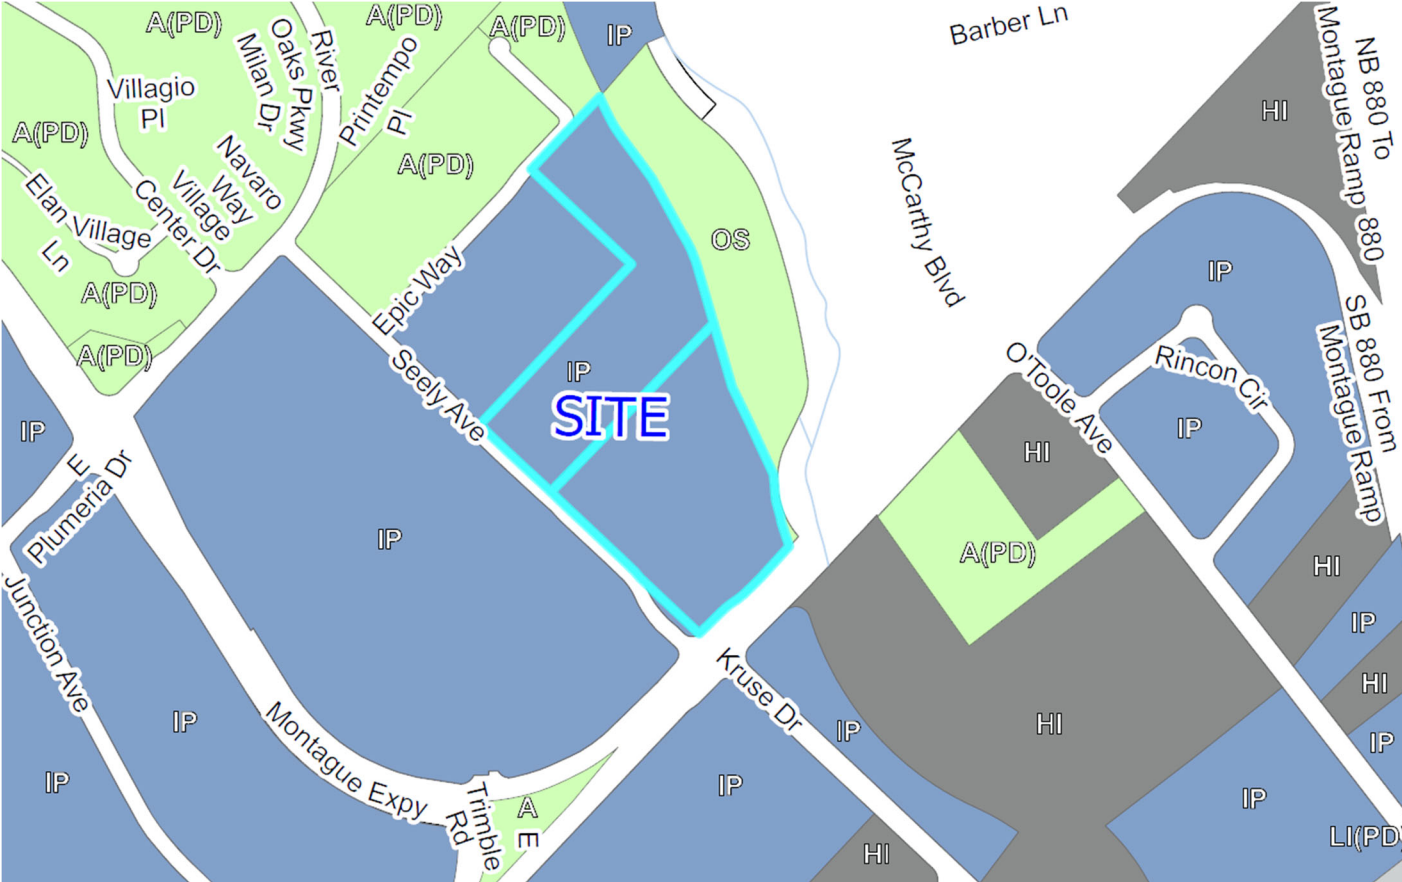 A(PD)
A(PD)
A(PD)
IP
Barber Ln
River
Oaks Pkwy
Milan Dr
Printempo
Pl
Villagio
Pl
A(PD)
A(PD)
Navaro
Way
Village
Center Dr
Elan Village
Ln
A(PD)
A(PD)
Epic Way
Seely Ave
OS
McCarthy Blvd
HI
NB 880 To
Montague Ramp 880
IP
SB 880 From
Montague Ramp
Rincon Cir
O'Toole Ave
IP
IP
SITE
IP
E
Plumeria Dr
IP
HI
A(PD)
HI
IP
HI
IP
Junction Ave
IP
IP
Montague Expy
Trimble
Rd
A
E
Kruse Dr
IP
IP
HI
HI
IP
LI(PD)